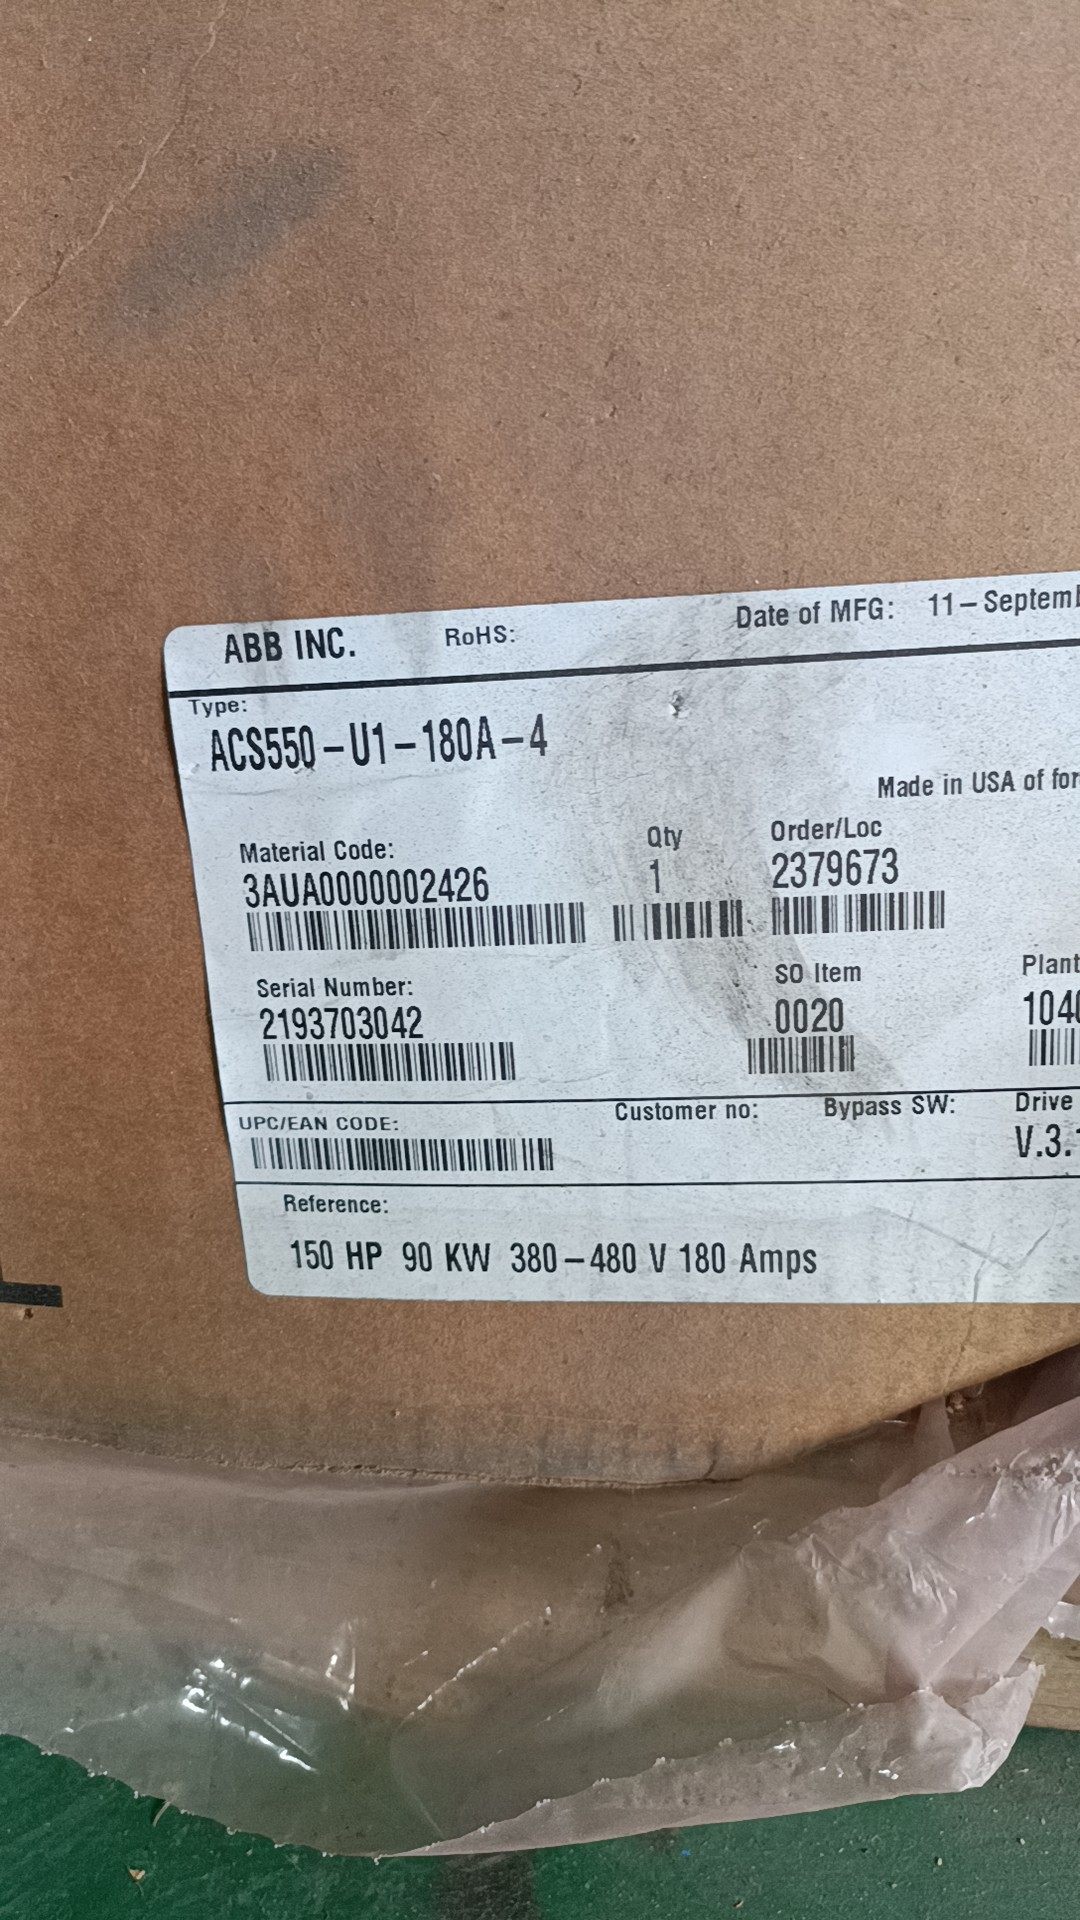 ABB INC. RoHS: Date of MFG: 11-Septemb
Type:
ACS550-U1-180A-4
Made in USA of for
Material Code: Qty Order/Loc
3AUA0000002426 1 2379673
Serial Number: SO Item Plant
2193703042 0020 1040
UPC/EAN CODE: Customer no: Bypass SW: Drive
V.3.1
Reference:
150 HP 90 KW 380-480 V 180 Amps